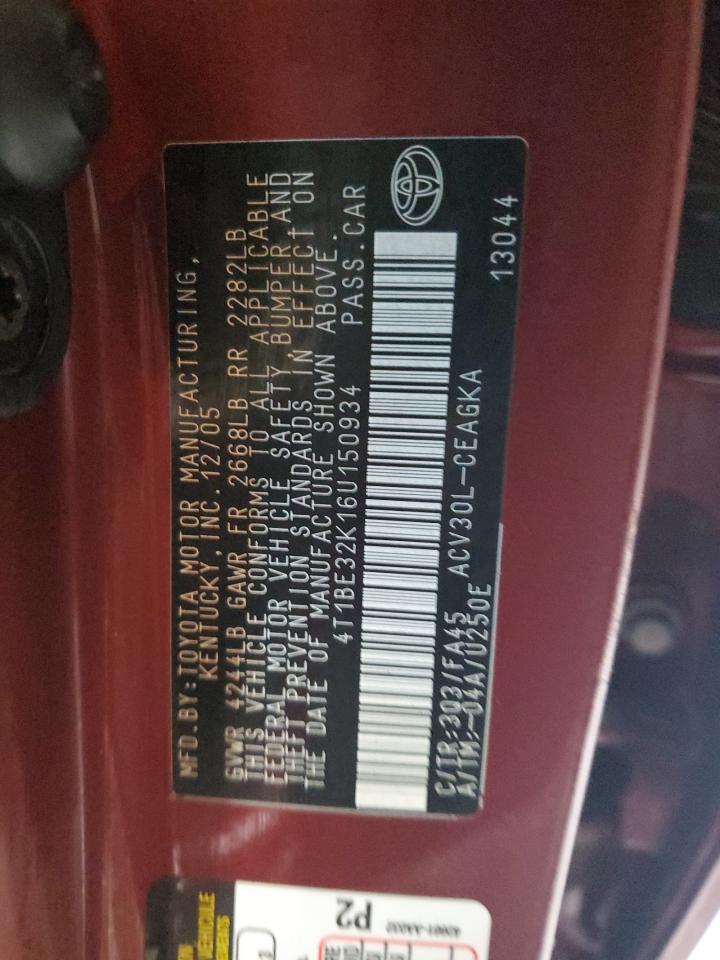 MFD.BY:TOYOTA MOTOR MANUFACTURING,
KENTUCKY, INC. 12/05
GVWR 4244LB GAWR FR 2668LB RR 2282LB
THIS VEHICLE CONFORMS TO ALL APPLICABLE
FEDERAL MOTOR VEHICLE SAFETY, BUMPER AND
THEFT PREVENTION STANDARDS IN EFFECT ON
THE DATE OF MANUFACTURE SHOWN ABOVE.
4T1BE32K16U150934 PASS.CAR
C/TR:3Q3/FA45 ACV30L-CEAGKA
A/TM:-04A/U250E 13044
VEHICLE
P2